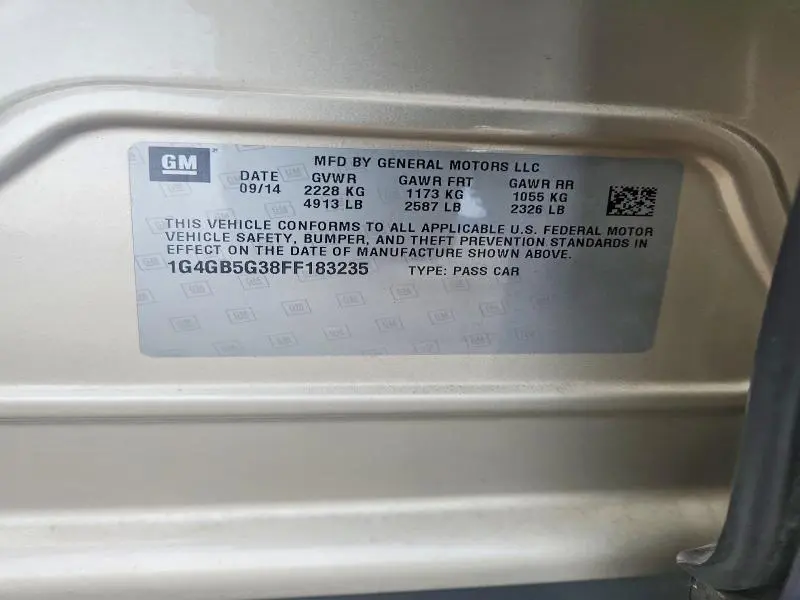 GM
MFD BY GENERAL MOTORS LLC
DATE GVWR GAWR FRT GAWR RR
09/14 2228 KG 1173 KG 1055 KG
4913 LB 2587 LB 2326 LB
THIS VEHICLE CONFORMS TO ALL APPLICABLE U.S. FEDERAL MOTOR
VEHICLE SAFETY, BUMPER, AND THEFT PREVENTION STANDARDS IN
EFFECT ON THE DATE OF MANUFACTURE SHOWN ABOVE.
1G4GB5G38FF183235 TYPE: PASS CAR